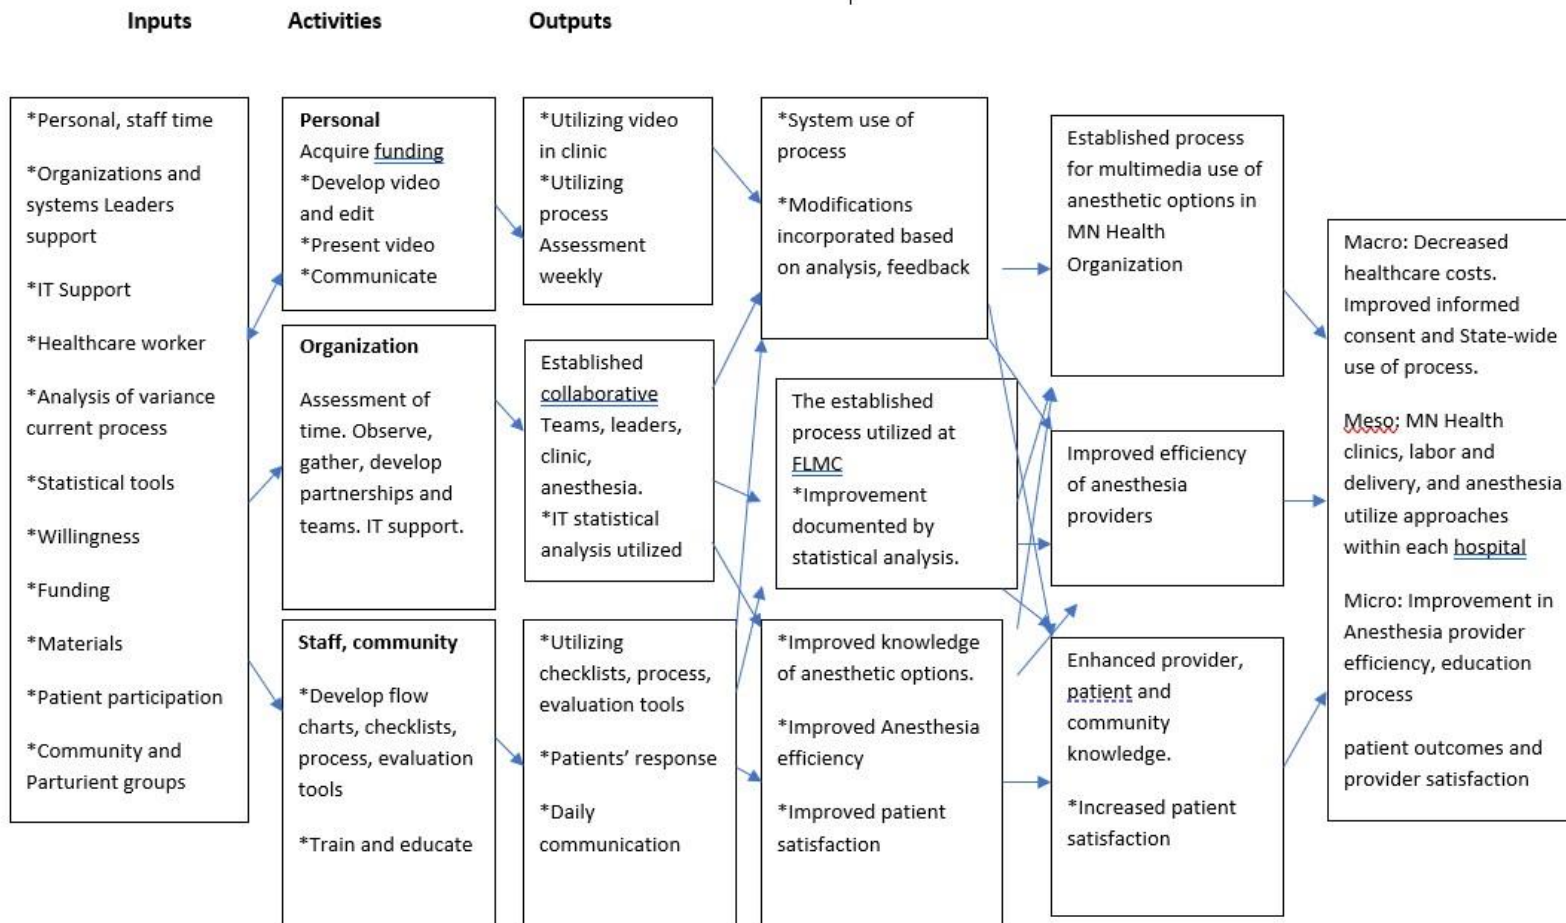 Inputs
Activities
Outputs
*Personal, staff time
*Organizations and
systems Leaders
support
*IT Support
*Healthcare worker
*Analysis of variance
current process
*Statistical tools
*Willingness
*Funding
*Materials
*Patient participation
*Community and
Parturient groups
Personal
Acquire funding
*Develop video
and edit
*Present video
*Communicate
Organization
Assessment of
time. Observe,
gather, develop
partnerships and
teams. IT support.
Staff, community
*Develop flow
charts, checklists,
process, evaluation
tools
*Train and educate
*Utilizing video
in clinic
*Utilizing
process
Assessment
weekly
Established
collaborative
Teams, leaders,
clinic,
anesthesia.
*IT statistical
analysis utilized
*Utilizing
checklists, process,
evaluation tools
*Patients’ response
*Daily
communication
*System use of
process
*Modifications
incorporated based
on analysis, feedback
The established
process utilized at
FLMC
*Improvement
documented by
statistical analysis.
*Improved knowledge
of anesthetic options.
*Improved Anesthesia
efficiency
*Improved patient
satisfaction
Established process
for multimedia use of
anesthetic options in
MN Health
Organization
Improved efficiency
of anesthesia
providers
Enhanced provider,
patient and
community
knowledge.
*Increased patient
satisfaction
Macro: Decreased
healthcare costs.
Improved informed
consent and State-wide
use of process.
Meso: MN Health
clinics, labor and
delivery, and anesthesia
utilize approaches
within each hospital
Micro: Improvement in
Anesthesia provider
efficiency, education
process
patient outcomes and
provider satisfaction